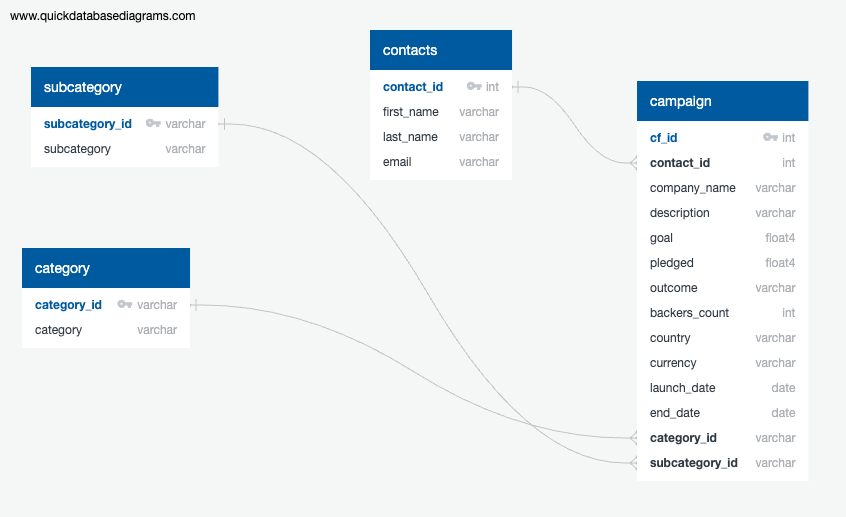 www.quickdatabasediagrams.com
subcategory
subcategory_id varchar
subcategory varchar
category
category_id varchar
category varchar
contacts
contact_id int
first_name varchar
last_name varchar
email varchar
campaign
cf_id int
contact_id int
company_name varchar
description varchar
goal float4
pledged float4
outcome varchar
backers_count int
country varchar
currency varchar
launch_date date
end_date date
category_id varchar
subcategory_id varchar